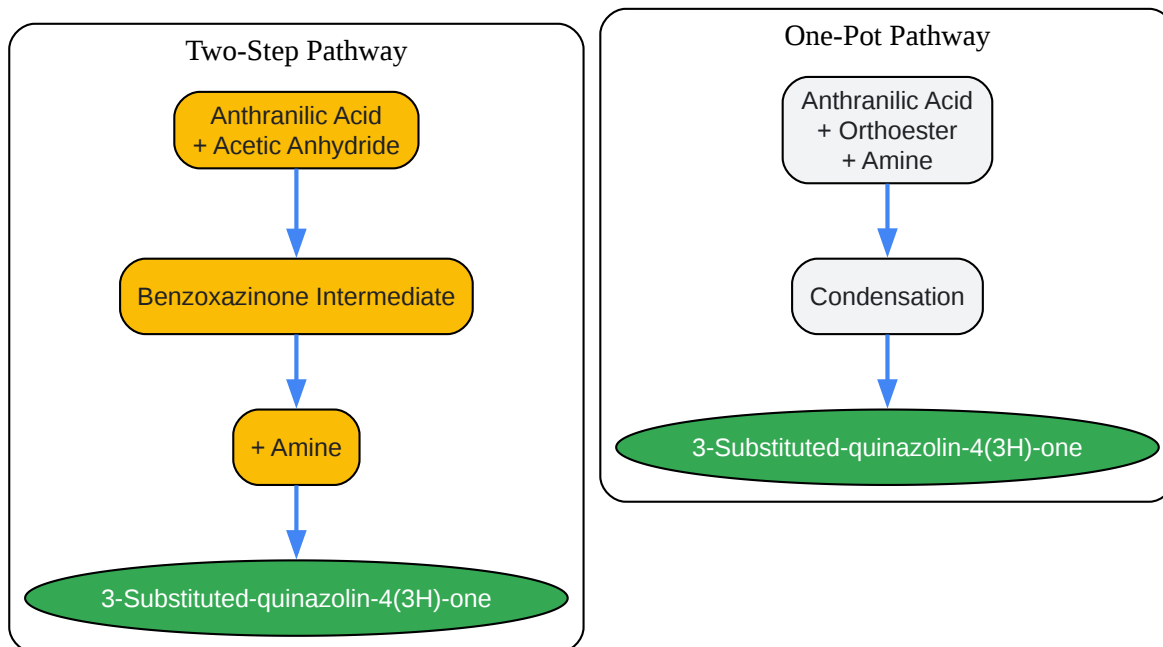 Two-Step Pathway
Anthranilic Acid
+ Acetic Anhydride
Benzoxazinone Intermediate
+ Amine
3-Substituted-quinazolin-4(3H)-one
One-Pot Pathway
Anthranilic Acid
+ Orthoester
+ Amine
Condensation
3-Substituted-quinazolin-4(3H)-one